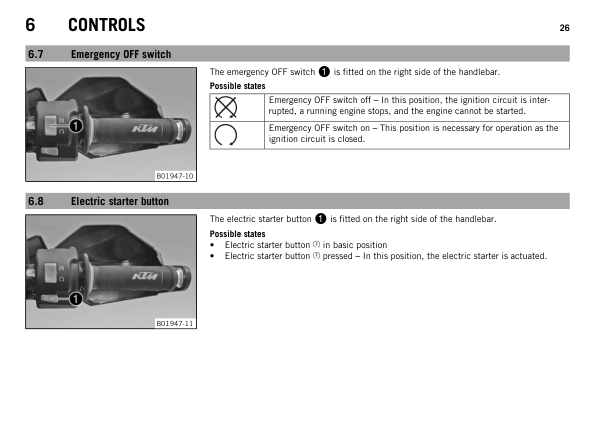 6 CONTROLS 26
6.7 Emergency OFF switch
KTM
1
B01947-10
The emergency OFF switch 1 is fitted on the right side of the handlebar.
Possible states
Emergency OFF switch off – In this position, the ignition circuit is inter-
rupted, a running engine stops, and the engine cannot be started.
Emergency OFF switch on – This position is necessary for operation as the
ignition circuit is closed.
6.8 Electric starter button
KTM
1
B01947-11
The electric starter button 1 is fitted on the right side of the handlebar.
Possible states
• Electric starter button in basic position
• Electric starter button pressed – In this position, the electric starter is actuated.